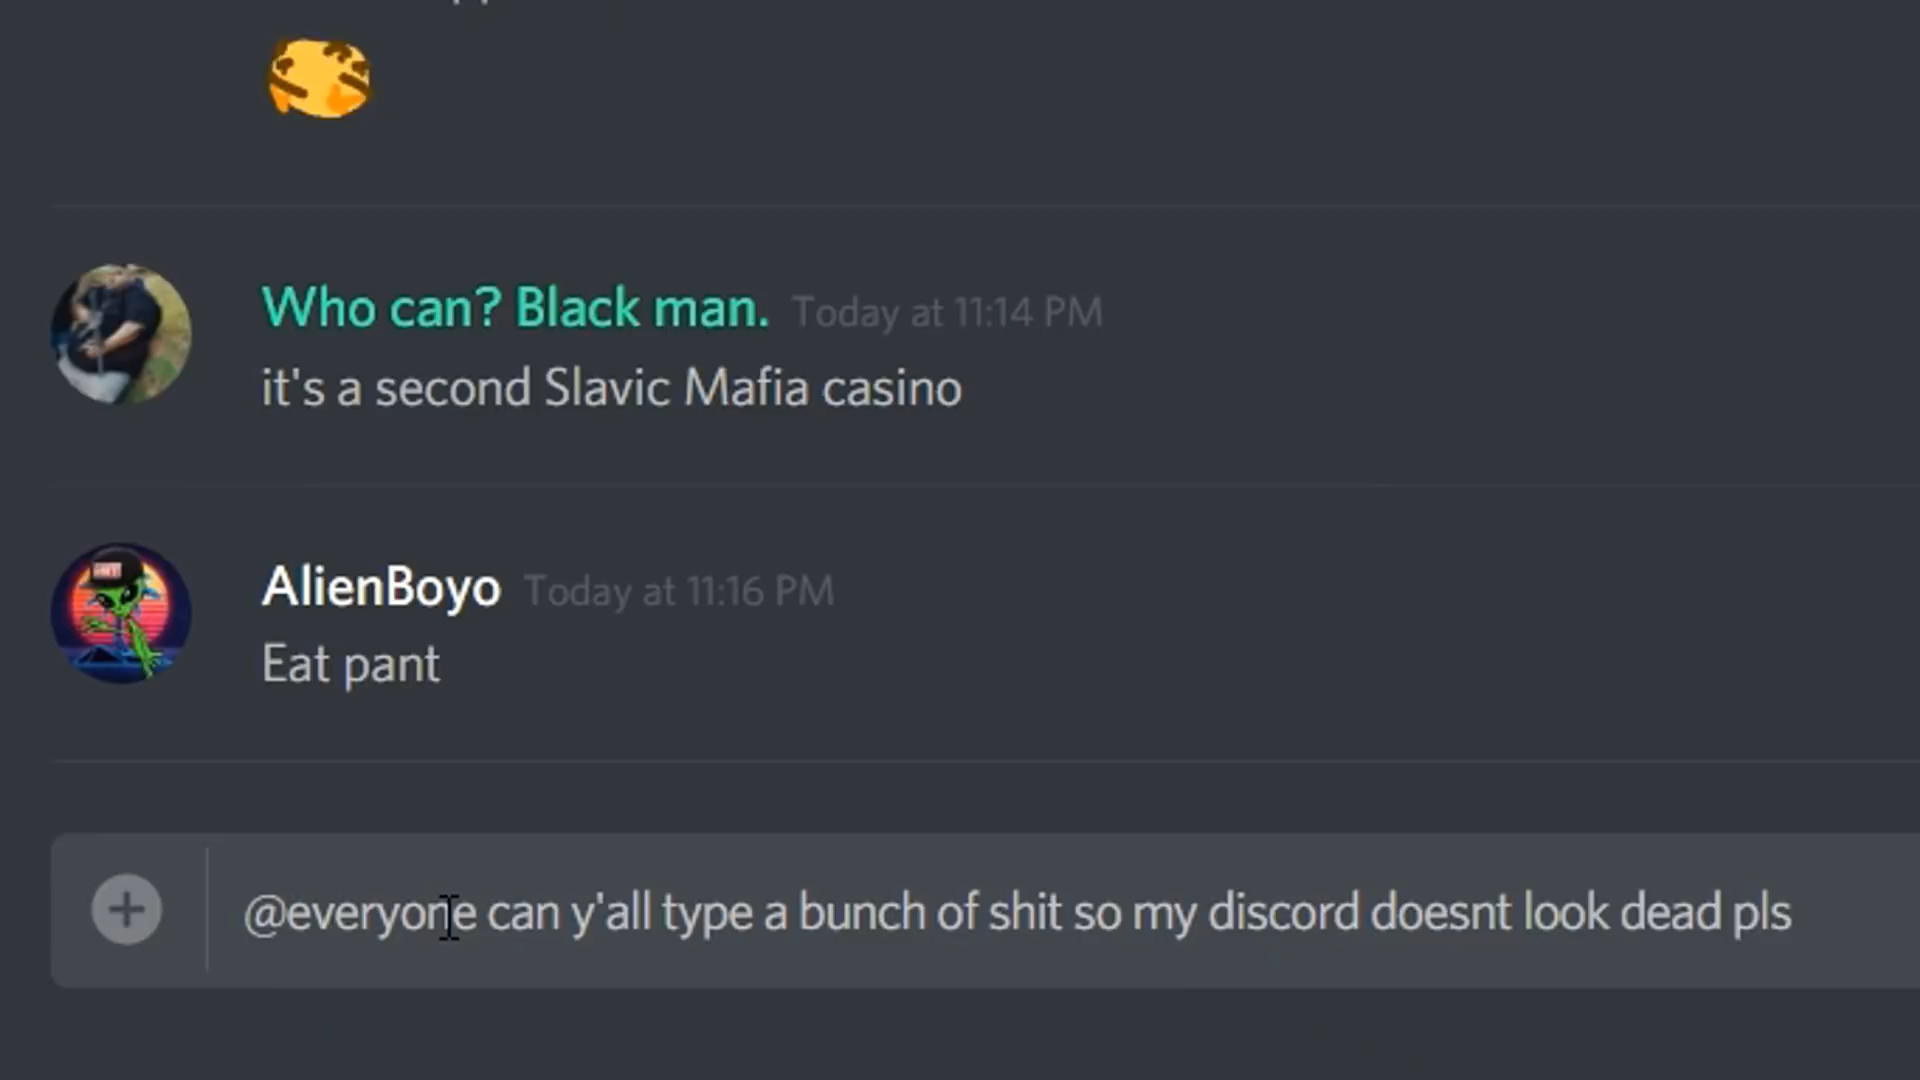 Who can? Black man. Today at 11:14 PM
it's a second Slavic Mafia casino
AlienBoyo Today at 11:16 PM
Eat pant
@everyone can y'all type a bunch of shit so my discord doesnt look dead pls